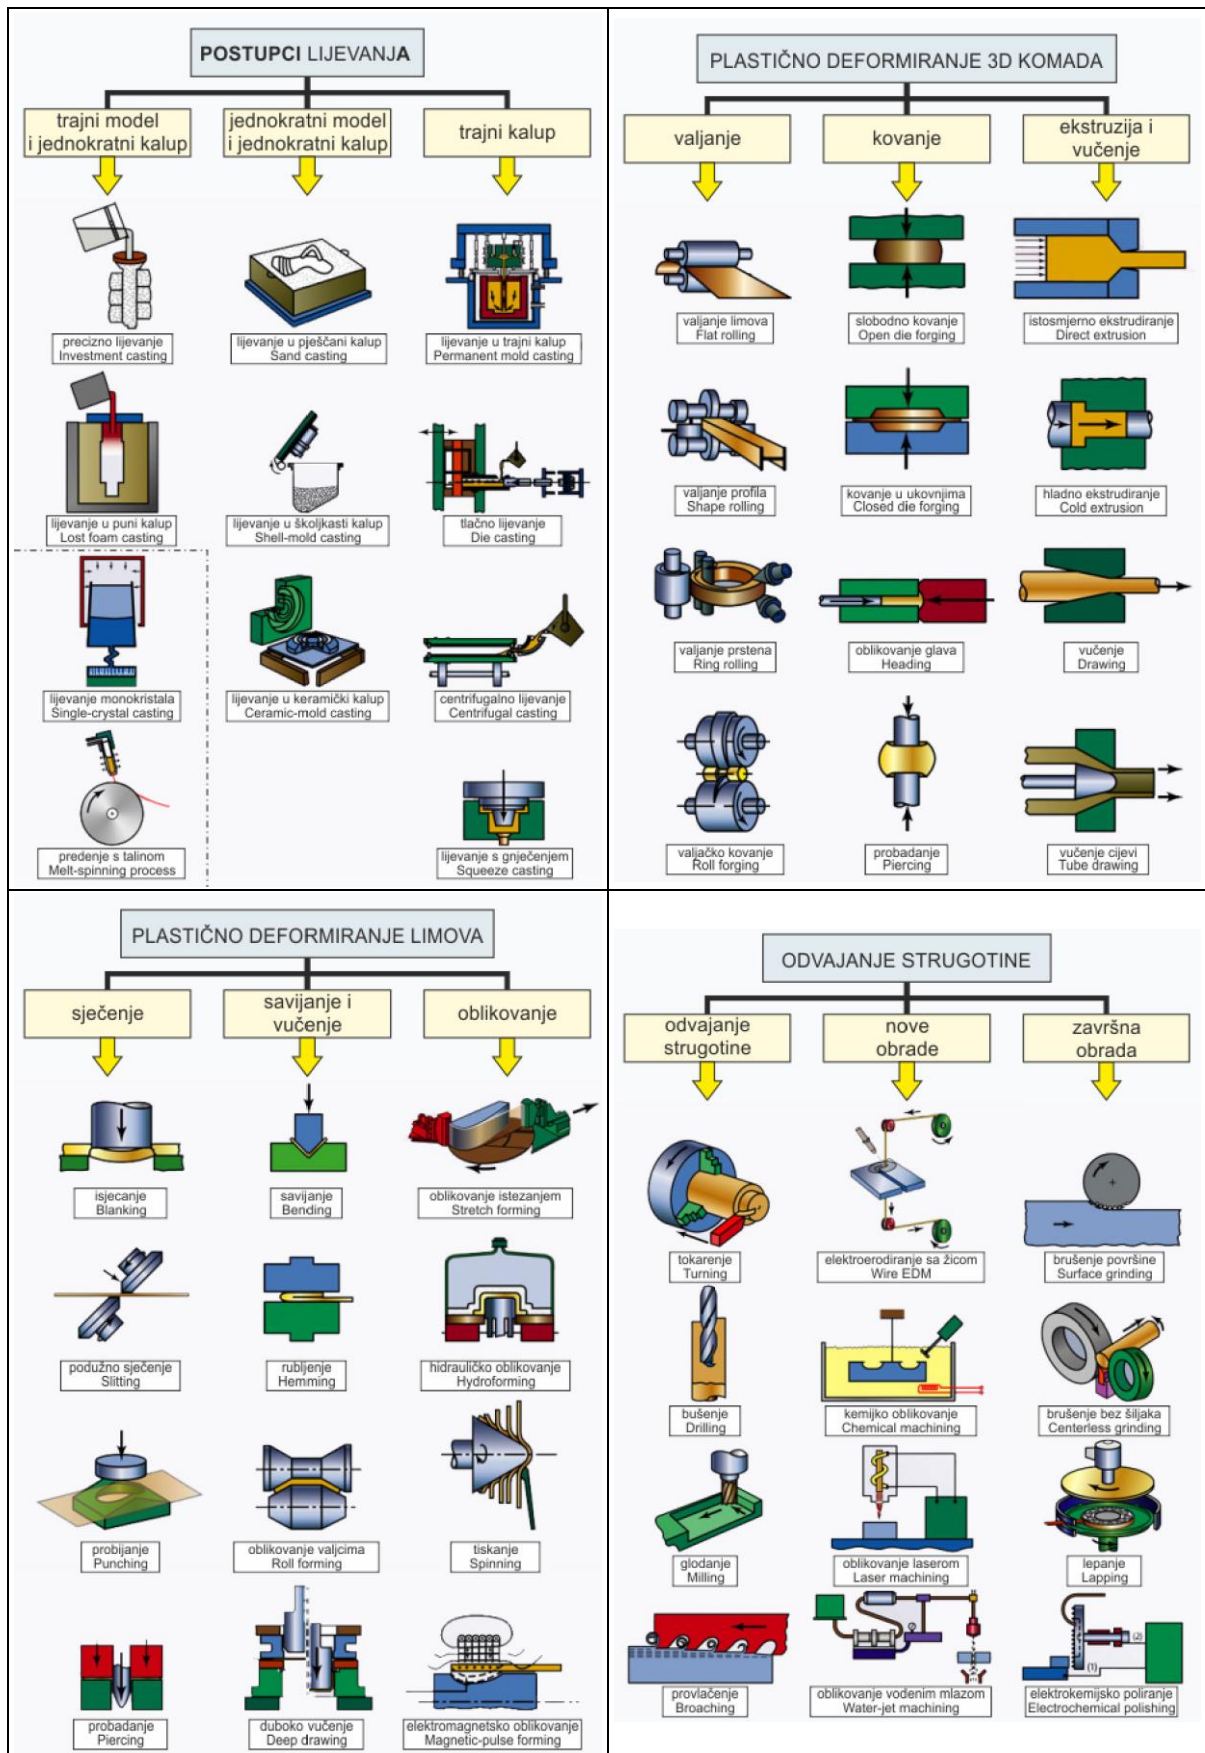 POSTUPCI LIJEVANJA
trajni model
i jednokratni kalup
jednokratni model
i jednokratni kalup
trajni kalup
precizno lijevanje
Investment casting
lijevanje u pješčani kalup
Sand casting
lijevanje u trajni kalup
Permanent mold casting
lijevanje u puni kalup
Lost foam casting
lijevanje u školjkasti kalup
Shell-mold casting
tlačno lijevanje
Die casting
lijevanje monokristala
Single-crystal casting
lijevanje u keramički kalup
Ceramic-mold casting
centrifugalno lijevanje
Centrifugal casting
predenje s talinom
Melt-spinning process
lijevanje s gnječenjem
Squeeze casting
PLASTIČNO DEFORMIRANJE 3D KOMADA
valjanje
kovanje
ekstruzija i
vučenje
valjanje limova
Flat rolling
slobodno kovanje
Open die forging
istosmjerno ekstrudiranje
Direct extrusion
valjanje profila
Shape rolling
kovanje u ukovnjima
Closed die forging
hladno ekstrudiranje
Cold extrusion
valjanje prstena
Ring rolling
oblikovanje glava
Heading
vučenje
Drawing
valjačko kovanje
Roll forging
probadanje
Piercing
vučenje cijevi
Tube drawing
PLASTIČNO DEFORMIRANJE LIMOVA
sječenje
savijanje i
vučenje
oblikovanje
isjecanje
Blanking
savijanje
Bending
oblikovanje istezanjem
Stretch forming
podužno sječenje
Slitting
rubljenje
Hemming
hidrauličko oblikovanje
Hydroforming
probijanje
Punching
oblikovanje valjcima
Roll forming
tiskanje
Spinning
probadanje
Piercing
duboko vučenje
Deep drawing
elektromagnetsko oblikovanje
Magnetic-pulse forming
ODVAJANJE STRUGOTINE
odvajanje
strugotine
nove
obrade
završna
obrada
tokarenje
Turning
elektroerodiranje sa žicom
Wire EDM
brušenje površine
Surface grinding
bušenje
Drilling
kemijko oblikovanje
Chemical machining
brušenje bez šiljaka
Centerless grinding
glodanje
Milling
oblikovanje laserom
Laser machining
lepanje
Lapping
(2)
(1)
provlačenje
Broaching
oblikovanje vodenim mlazom
Water-jet machining
elektrokemijsko poliranje
Electrochemical polishing